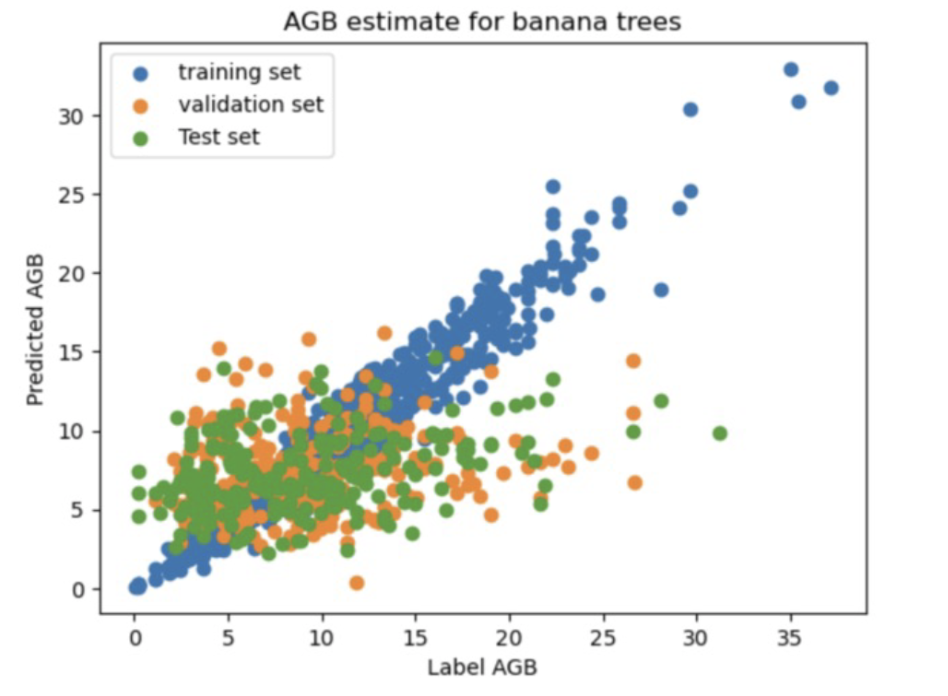 AGB estimate for banana trees
training set
validation set
Test set
30
25
20
15
10
5
0
Predicted AGB
0 5 10 15 20 25 30 35
Label AGB